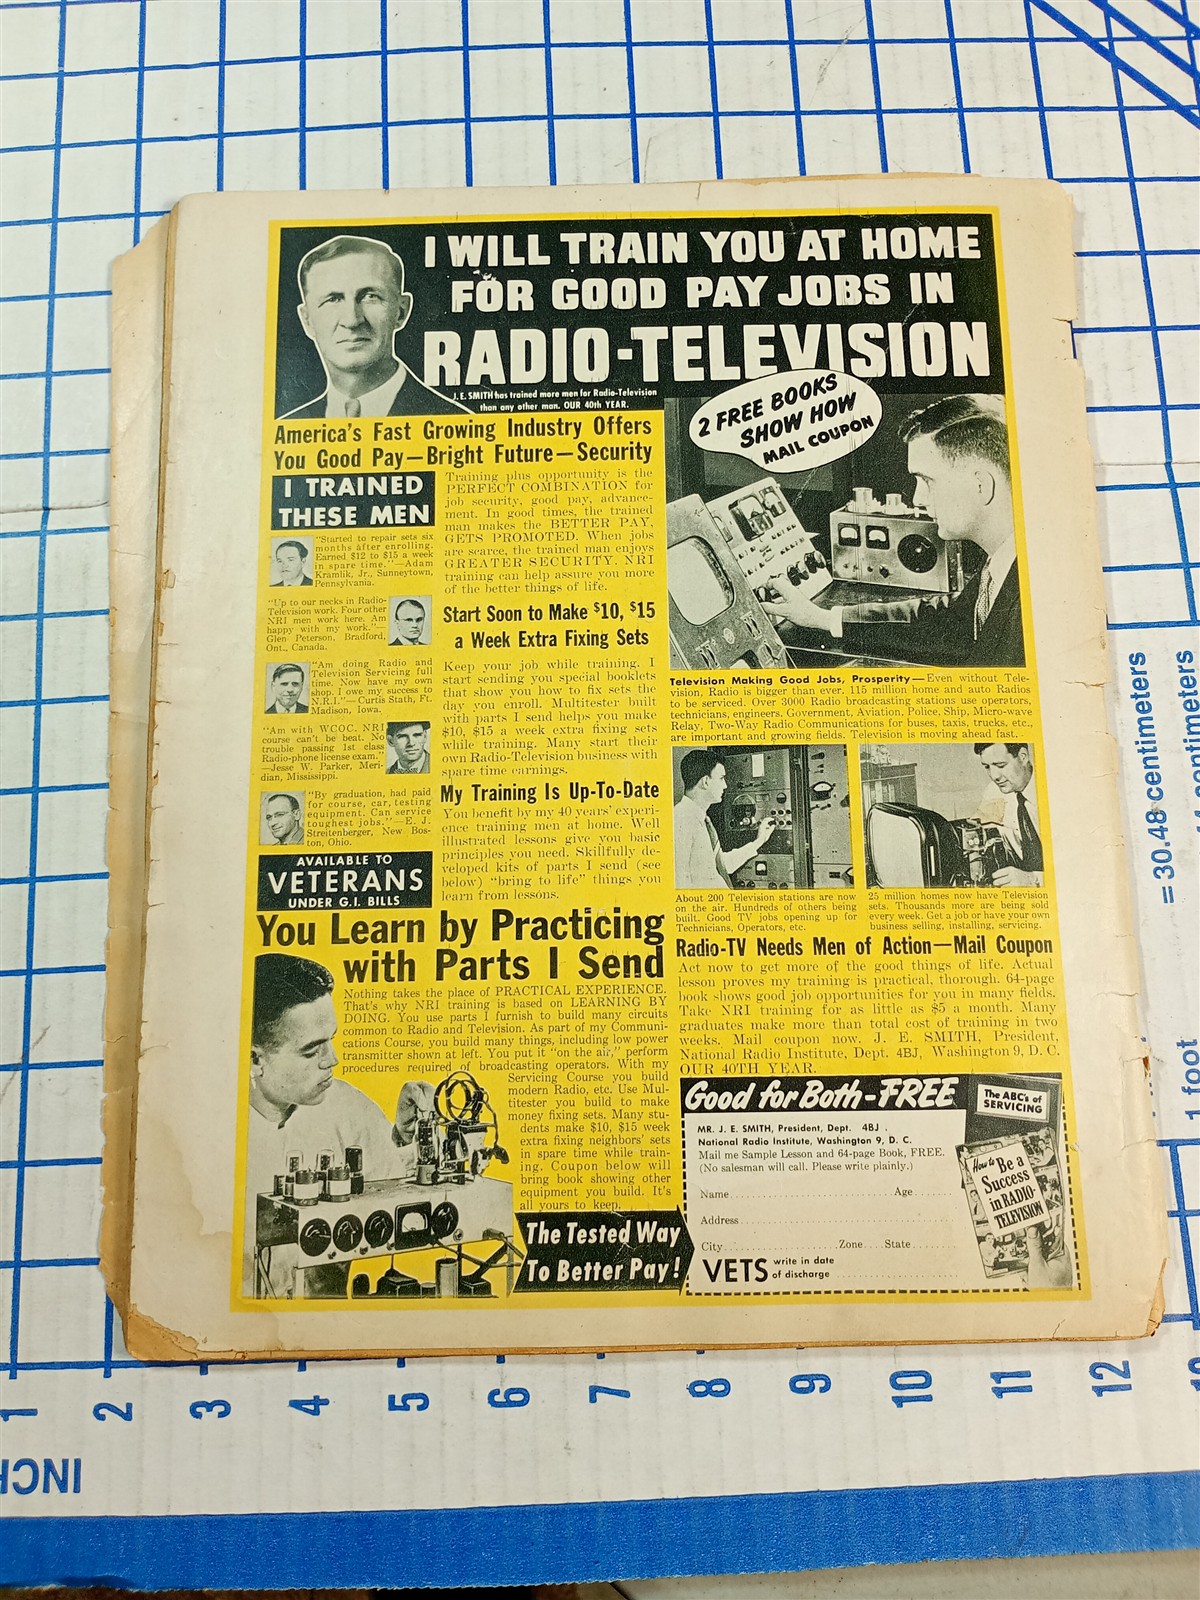 I WILL TRAIN YOU AT HOME
FOR GOOD PAY JOBS IN
RADIO-TELEVISION
J. E. SMITH has trained more men for Radio-Television
than any other man. OUR 40th YEAR.
2 FREE BOOKS
SHOW HOW
MAIL COUPON
America's Fast Growing Industry Offers
You Good Pay—Bright Future—Security
I TRAINED
THESE MEN
"Started to repair sets six
months after enrolling.
Earned $12 to $15 a week
in spare time."—Adam
Kramlik, Jr., Sunneytown,
Pennsylvania.
"Up to our necks in Radio-
Television work. Four other
NRI men work here. Am
happy with my work."—
Glen Peterson, Bradford,
Ont., Canada.
"Am doing Radio and
Television Servicing full
time. Now have my own
shop. I owe my success to
N.R.I."—Curtis Stath, Ft.
Madison, Iowa.
"Am with WCOC. NRI
course can't be beat. No
trouble passing 1st class
Radio-phone license exam."
—Jesse W. Parker, Meri-
dian, Mississippi.
"By graduation, had paid
for course, car, testing
equipment. Can service
toughest jobs."—E. J.
Streitenberger, New Bos-
ton, Ohio.
AVAILABLE TO
VETERANS
UNDER G.I. BILLS
Training plus opportunity is the
PERFECT COMBINATION for
job security, good pay, advance-
ment. In good times, the trained
man makes the BETTER PAY,
GETS PROMOTED. When jobs
are scarce, the trained man enjoys
GREATER SECURITY. NRI
training can help assure you more
of the better things of life.
Start Soon to Make $10, $15
a Week Extra Fixing Sets
Keep your job while training. I
start sending you special booklets
that show you how to fix sets the
day you enroll. Multitester built
with parts I send helps you make
$10, $15 a week extra fixing sets
while training. Many start their
own Radio-Television business with
spare time earnings.
My Training Is Up-To-Date
You benefit by my 40 years' experi-
ence training men at home. Well
illustrated lessons give you basic
principles you need. Skillfully de-
veloped kits of parts I send (see
below) "bring to life" things you
learn from lessons.
Television Making Good Jobs, Prosperity—Even without Tele-
vision, Radio is bigger than ever. 115 million home and auto Radios
to be serviced. Over 3000 Radio broadcasting stations use operators,
technicians, engineers. Government, Aviation, Police, Ship, Micro-wave
Relay, Two-Way Radio Communications for buses, taxis, trucks, etc.,
are important and growing fields. Television is moving ahead fast.
About 200 Television stations are now
on the air. Hundreds of others being
built. Good TV jobs opening up for
Technicians, Operators, etc.
25 million homes now have Television
sets. Thousands more are being sold
every week. Get a job or have your own
business selling, installing, servicing.
You Learn by Practicing
with Parts I Send
Nothing takes the place of PRACTICAL EXPERIENCE.
That's why NRI training is based on LEARNING BY
DOING. You use parts I furnish to build many circuits
common to Radio and Television. As part of my Communi-
cations Course, you build many things, including low power
transmitter shown at left. You put it "on the air," perform
procedures required of broadcasting operators. With my
Servicing Course you build
modern Radio, etc. Use Mul-
titester you build to make
money fixing sets. Many stu-
dents make $10, $15 week
extra fixing neighbors' sets
in spare time while train-
ing. Coupon below will
bring book showing other
equipment you build. It's
all yours to keep.
The Tested Way
To Better Pay!
Radio-TV Needs Men of Action—Mail Coupon
Act now to get more of the good things of life. Actual
lesson proves my training is practical, thorough. 64-page
book shows good job opportunities for you in many fields.
Take NRI training for as little as $5 a month. Many
graduates make more than total cost of training in two
weeks. Mail coupon now. J. E. SMITH, President,
National Radio Institute, Dept. 4BJ, Washington 9, D. C.
OUR 40TH YEAR.
Good for Both-FREE
MR. J. E. SMITH, President, Dept. 4BJ
National Radio Institute, Washington 9, D. C.
Mail me Sample Lesson and 64-page Book, FREE.
(No salesman will call. Please write plainly.)
Name Age
Address
City Zone State
VETS write in date
of discharge
The ABC's of
SERVICING
How to Be a
Success
in RADIO-
TELEVISION
1 2 3 4 5 6 7 8 9 10 11 12
INCH
1 foot = 30.48 centimeters
centimeters